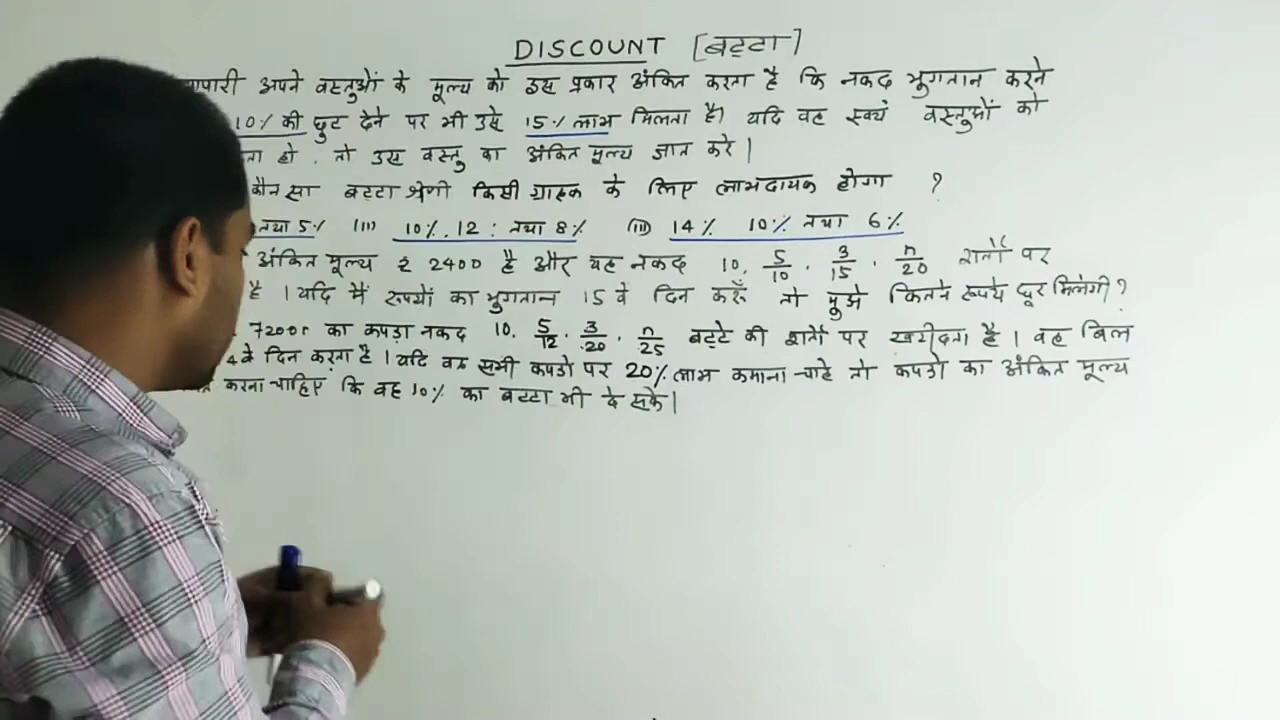 DISCOUNT [बट्टा]
अपने वस्तुओं के मूल्य को इस प्रकार अंकित करता है कि नकद भुगतान करने
10% की छूट देने पर भी उसे 15% लाभ मिलता है। यदि वह स्वयं वस्तुओं को
हो, तो उस वस्तु का अंकित मूल्य ज्ञात करे।
कौन सा बट्टा श्रेणी किसी ग्राहक के लिए लाभदायक होगा ?
तथा 5% (ii) 10%, 12: तथा 8% (iii) 14% 10% तथा 6%
अंकित मूल्य ₹ 2400 है और यह नकद 10, 5/10, 3/15, n/20 शर्तों पर
है। यदि मैं रूपयों का भुगतान 15 वे दिन करूँ तो मुझे कितने रूपये छूट मिलेगी?
का कपड़ा नकद 10, 5/12, 3/20, n/25 बट्टे की शर्तों पर खरीदता है। वह बिल
4 वे दिन करता है। यदि वह सभी कपड़ो पर 20% लाभ कमाना चाहे तो कपड़ो का अंकित मूल्य
करना चाहिए कि वह 10% का बट्टा भी दे सके।